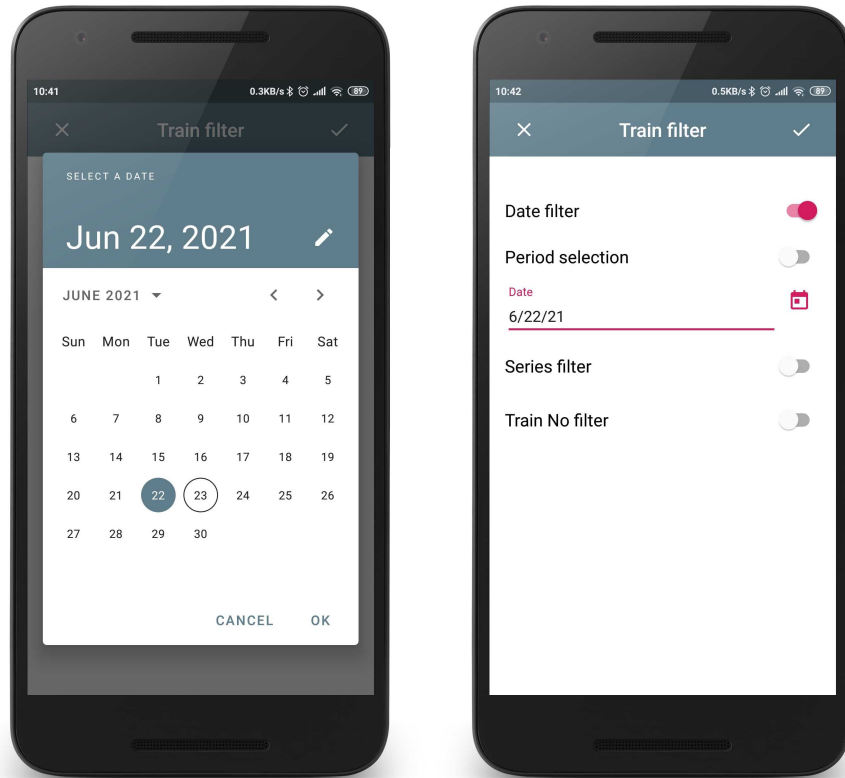 10:41 0.3KB/s 89
Train filter
SELECT A DATE
Jun 22, 2021
JUNE 2021
Sun Mon Tue Wed Thu Fri Sat
1 2 3 4 5
6 7 8 9 10 11 12
13 14 15 16 17 18 19
20 21 22 23 24 25 26
27 28 29 30
CANCEL OK
10:42 0.5KB/s 89
Train filter
Date filter
Period selection
Date
6/22/21
Series filter
Train No filter